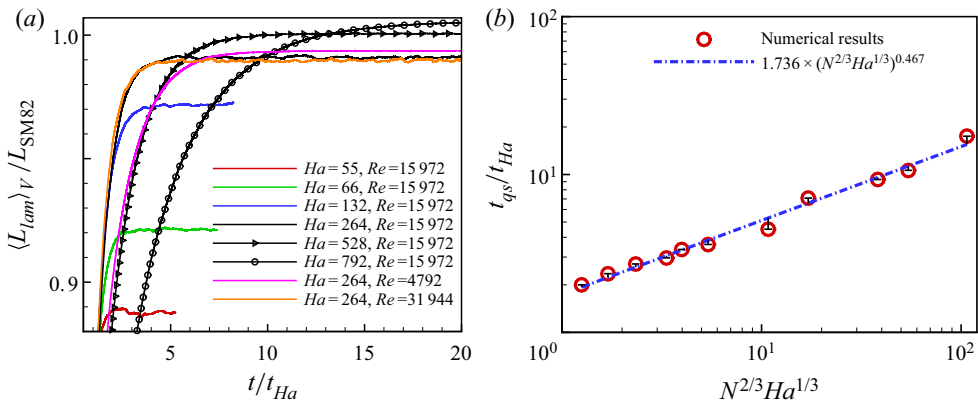 (a)
1.0
0.9
⟨L_lam⟩_V / L_SM82
Ha = 55, Re = 15 972
Ha = 66, Re = 15 972
Ha = 132, Re = 15 972
Ha = 264, Re = 15 972
Ha = 528, Re = 15 972
Ha = 792, Re = 15 972
Ha = 264, Re = 4792
Ha = 264, Re = 31 944
5 10 15 20
t/t_Ha
(b)
10^2
10^1
10^0
t_qs/t_Ha
Numerical results
1.736 × (N^{2/3}Ha^{1/3})^{0.467}
10^1 10^2
N^{2/3}Ha^{1/3}